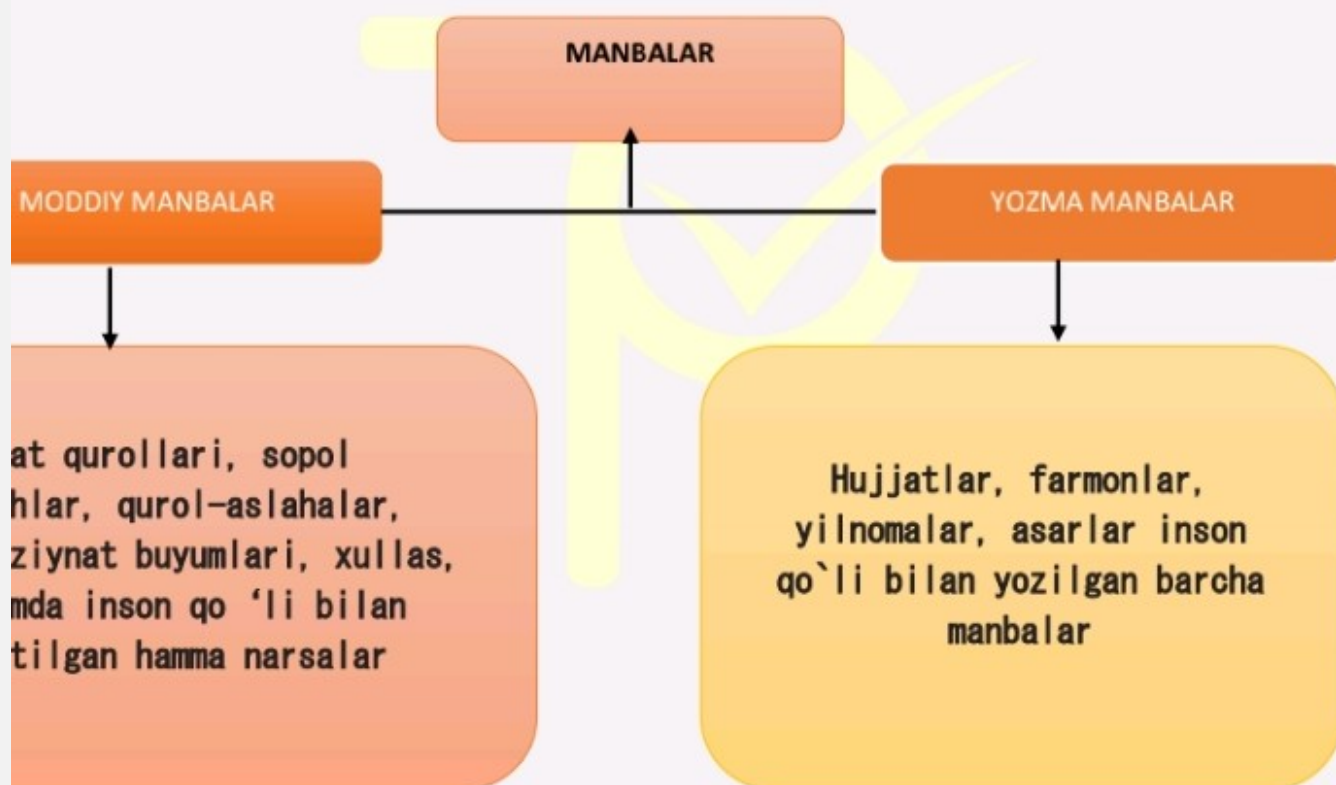 MANBALAR
MODDIY MANBALAR
YOZMA MANBALAR
at qurollari, sopol
hlar, qurol-aslahalar,
ziynat buyumlari, xullas,
mda inson qo ‘li bilan
tilgan hamma narsalar
Hujjatlar, farmonlar,
yilnomalar, asarlar inson
qo`li bilan yozilgan barcha
manbalar